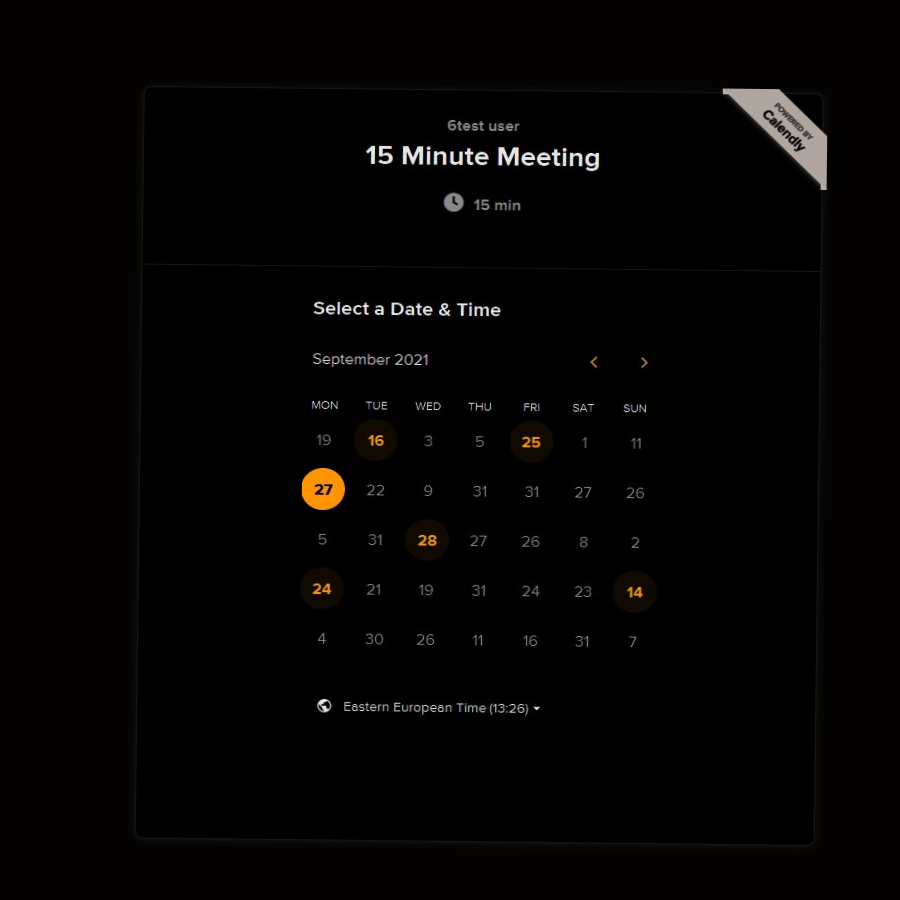 POWERED BY
Calendly
6test user
15 Minute Meeting
15 min
Select a Date & Time
September 2021
MON TUE WED THU FRI SAT SUN
19 16 3 5 25 1 11
27 22 9 31 31 27 26
5 31 28 27 26 8 2
24 21 19 31 24 23 14
4 30 26 11 16 31 7
Eastern European Time (13:26)